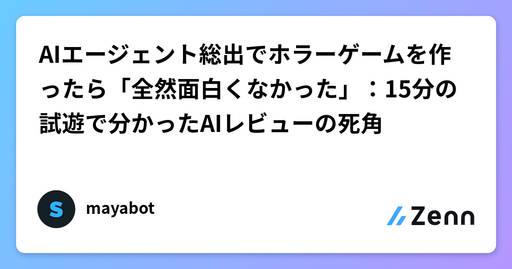 AIエージェント総出でホラーゲームを作
ったら「全然面白くなかった」：15分の
試遊で分かったAIレビューの死角
S
mayabot
Zenn